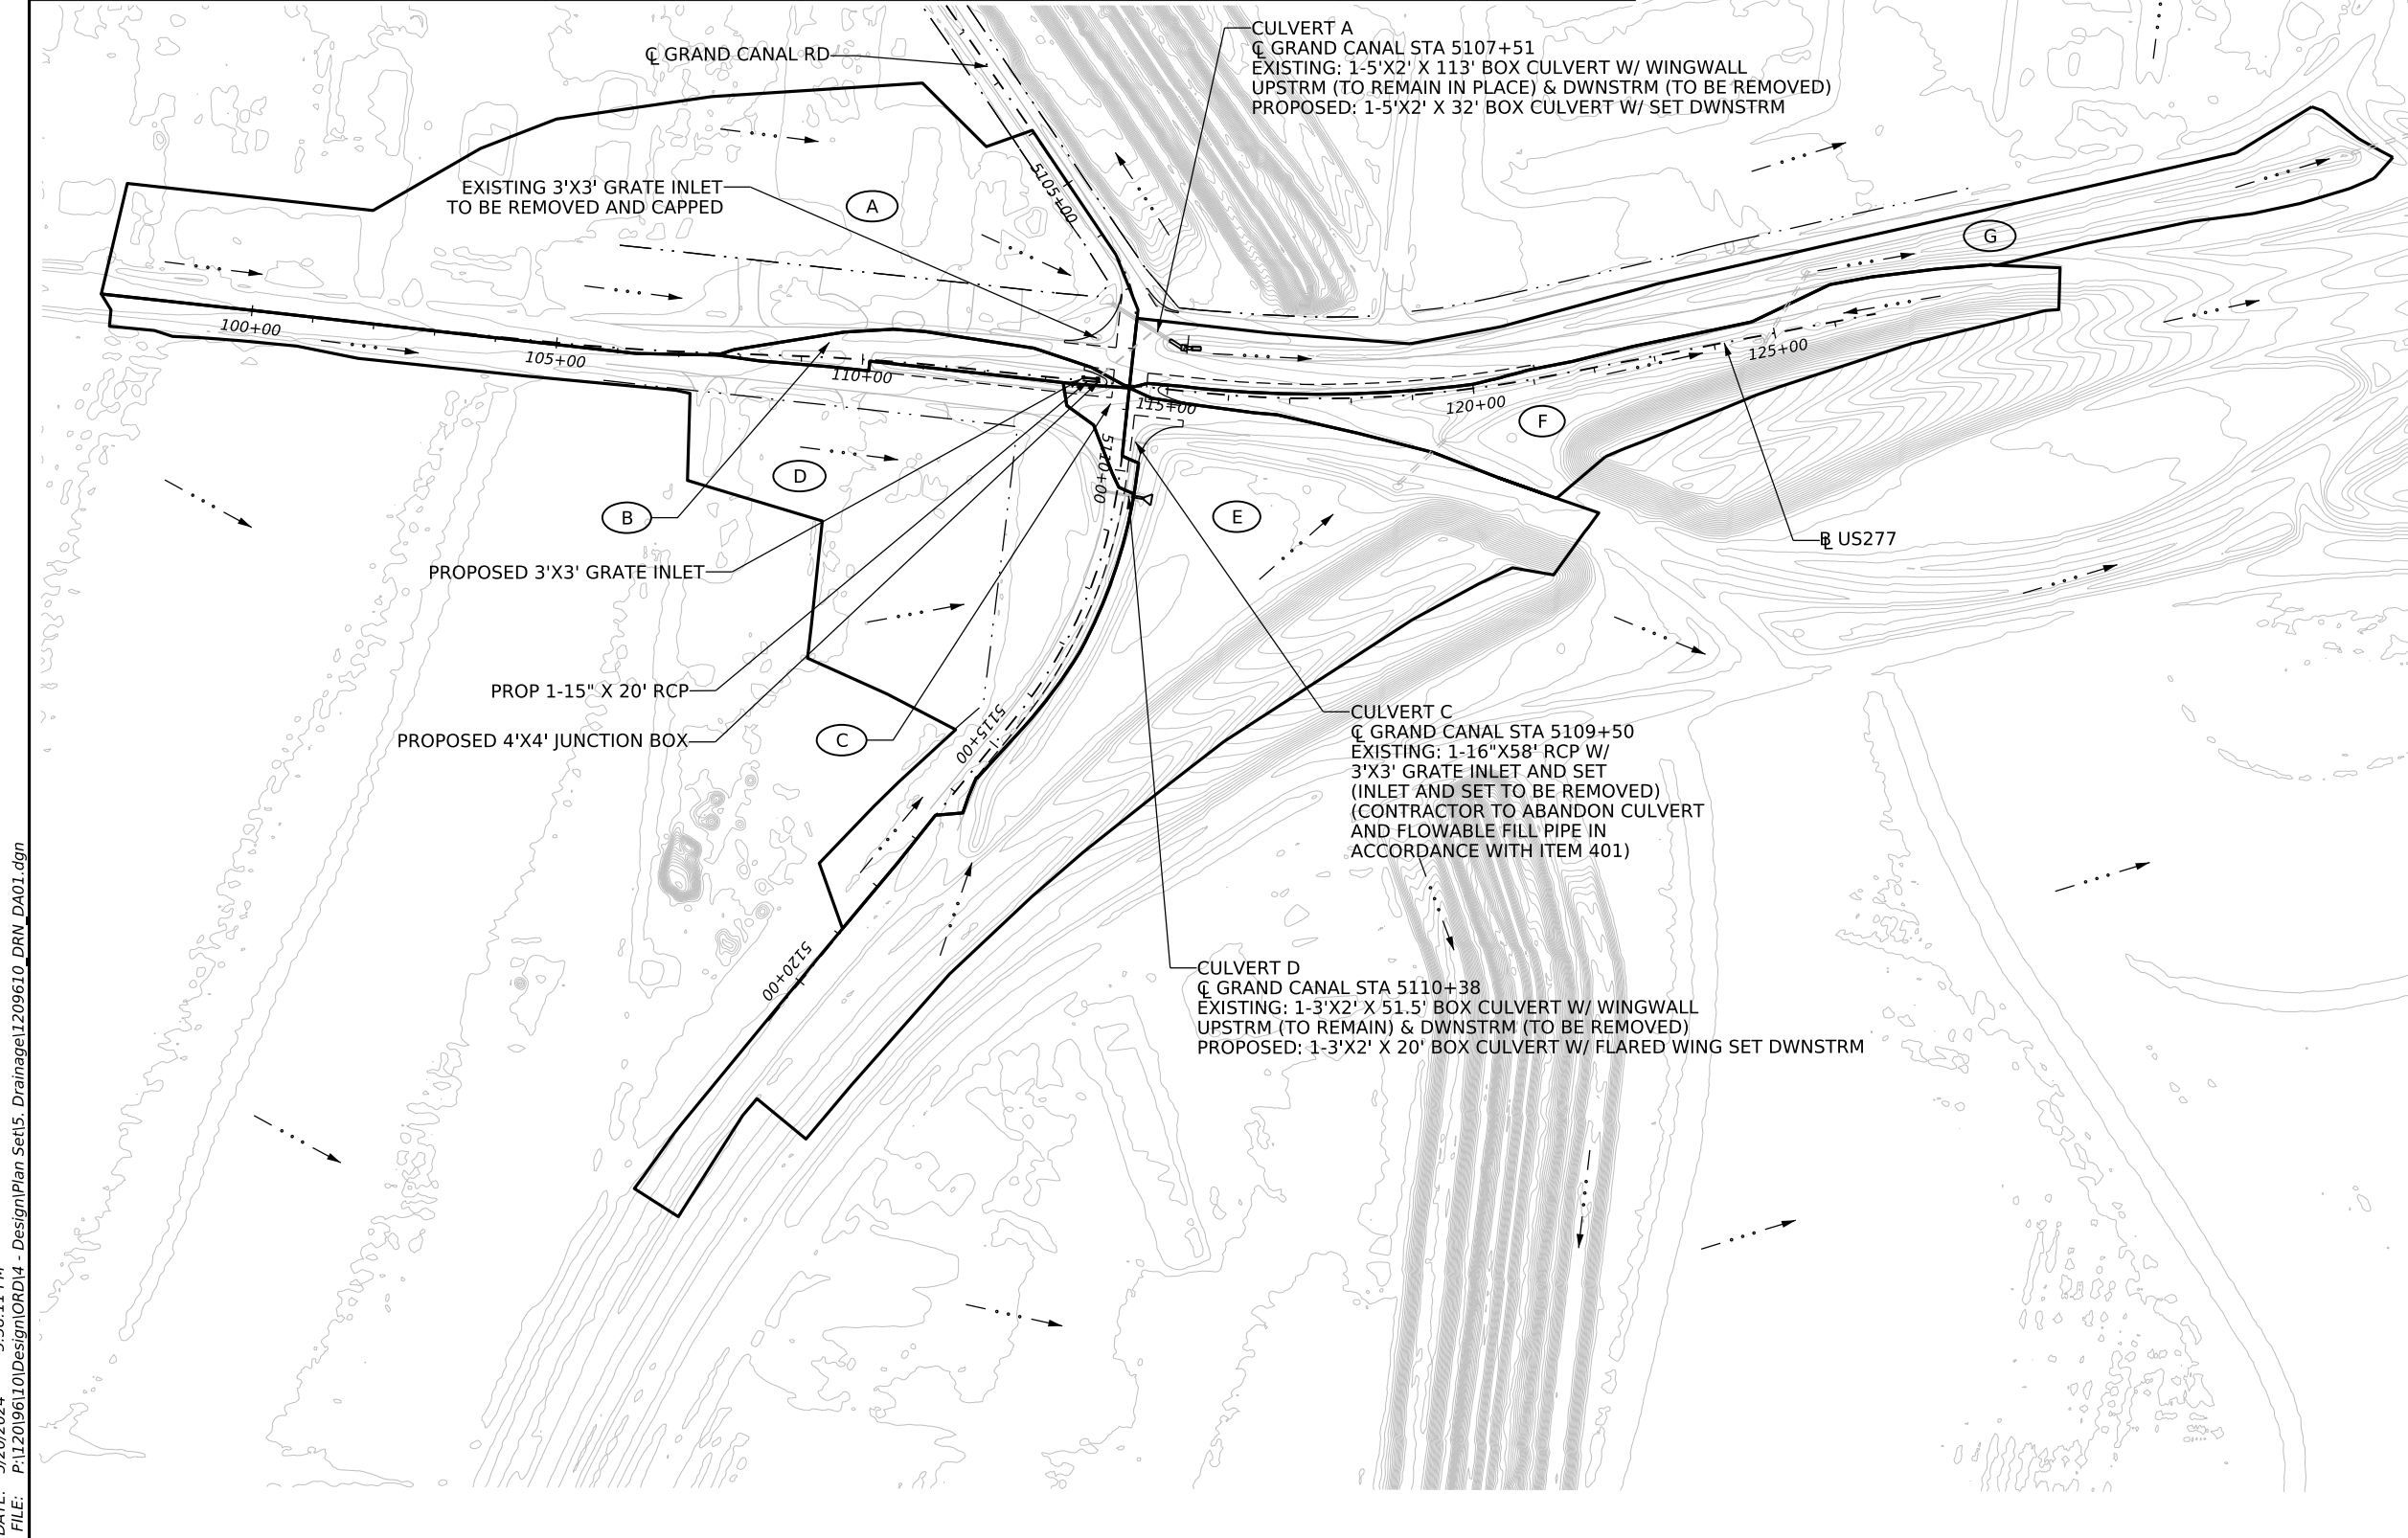 ℄ GRAND CANAL RD
CULVERT A
℄ GRAND CANAL STA 5107+51
EXISTING: 1-5'X2' X 113' BOX CULVERT W/ WINGWALL
UPSTRM (TO REMAIN IN PLACE) & DWNSTRM (TO BE REMOVED)
PROPOSED: 1-5'X2' X 32' BOX CULVERT W/ SET DWNSTRM
EXISTING 3'X3' GRATE INLET
TO BE REMOVED AND CAPPED
A
5105+00
G
100+00
105+00
110+00
115+00
120+00
125+00
F
5110+00
D
B
E
BL US277
PROPOSED 3'X3' GRATE INLET
PROP 1-15" X 20' RCP
PROPOSED 4'X4' JUNCTION BOX
C
5115+00
CULVERT C
℄ GRAND CANAL STA 5109+50
EXISTING: 1-16"X58' RCP W/
3'X3' GRATE INLET AND SET
(INLET AND SET TO BE REMOVED)
(CONTRACTOR TO ABANDON CULVERT
AND FLOWABLE FILL PIPE IN
ACCORDANCE WITH ITEM 401)
5120+00
CULVERT D
℄ GRAND CANAL STA 5110+38
EXISTING: 1-3'X2' X 51.5' BOX CULVERT W/ WINGWALL
UPSTRM (TO REMAIN) & DWNSTRM (TO BE REMOVED)
PROPOSED: 1-3'X2' X 20' BOX CULVERT W/ FLARED WING SET DWNSTRM
DATE:
FILE: P:\120\96\10\Design\ORD\4 - Design\Plan Set\5. Drainage\1209610_DRN_DA01.dgn